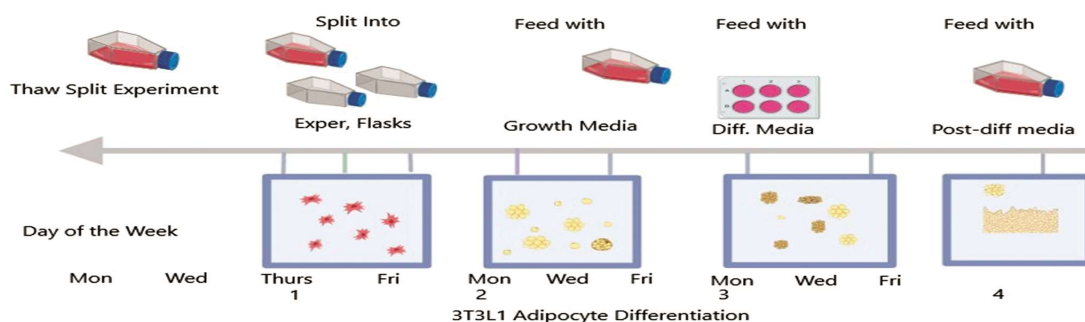 Split Into
Feed with
Feed with
Feed with
Thaw Split Experiment
Exper, Flasks
Growth Media
Diff. Media
Post-diff media
Day of the Week
Mon Wed Thurs Fri Mon Wed Fri Mon Wed Fri
1 2 3 4
3T3L1 Adipocyte Differentiation